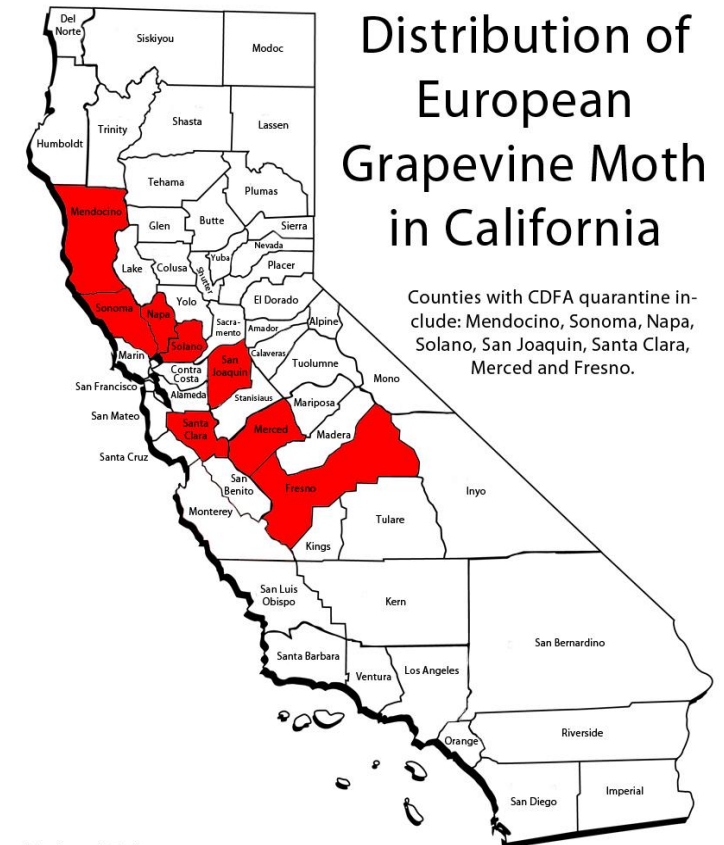 Distribution of
European
Grapevine Moth
in California
Counties with CDFA quarantine in-
clude: Mendocino, Sonoma, Napa,
Solano, San Joaquin, Santa Clara,
Merced and Fresno.
Del
Norte
Siskiyou
Modoc
Humboldt
Trinity
Shasta
Lassen
Tehama
Plumas
Mendocino
Glen
Butte
Sierra
Nevada
Yuba
Placer
Lake
Colusa
Shutter
El Dorado
Sonoma
Napa
Yolo
Sacra-
mento
Amador
Alpine
Solano
Marin
Contra
Costa
San
Joaquin
Calaveras
Tuolumne
Mono
San Francisco
Alameda
Stanisiaus
Mariposa
San Mateo
Santa
Clara
Merced
Madera
Santa Cruz
San
Benito
Fresno
Inyo
Monterey
Tulare
Kings
San Luis
Obispo
Kern
San Bernardino
Santa Barbara
Ventura
Los Angeles
Orange
Riverside
San Diego
Imperial